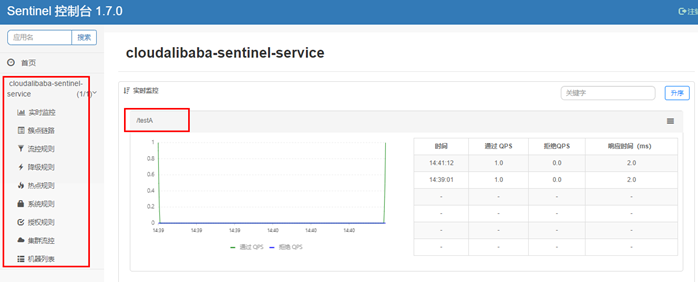 Sentinel 控制台 1.7.0
注销
应用名
搜索
首页
cloudalibaba-sentinel-
service
(1/1)
实时监控
簇点链路
流控规则
降级规则
热点规则
系统规则
授权规则
集群流控
机器列表
cloudalibaba-sentinel-service
实时监控
关键字
升序
/testA
1
0.8
0.6
0.4
0.2
0
14:39
14:39
14:39
14:40
14:40
通过 QPS
拒绝 QPS
时间 通过 QPS 拒绝QPS 响应时间（ms）
14:41:12 1.0 0.0 2.0
14:39:01 1.0 0.0 2.0
- - - -
- - - -
- - - -
- - - -